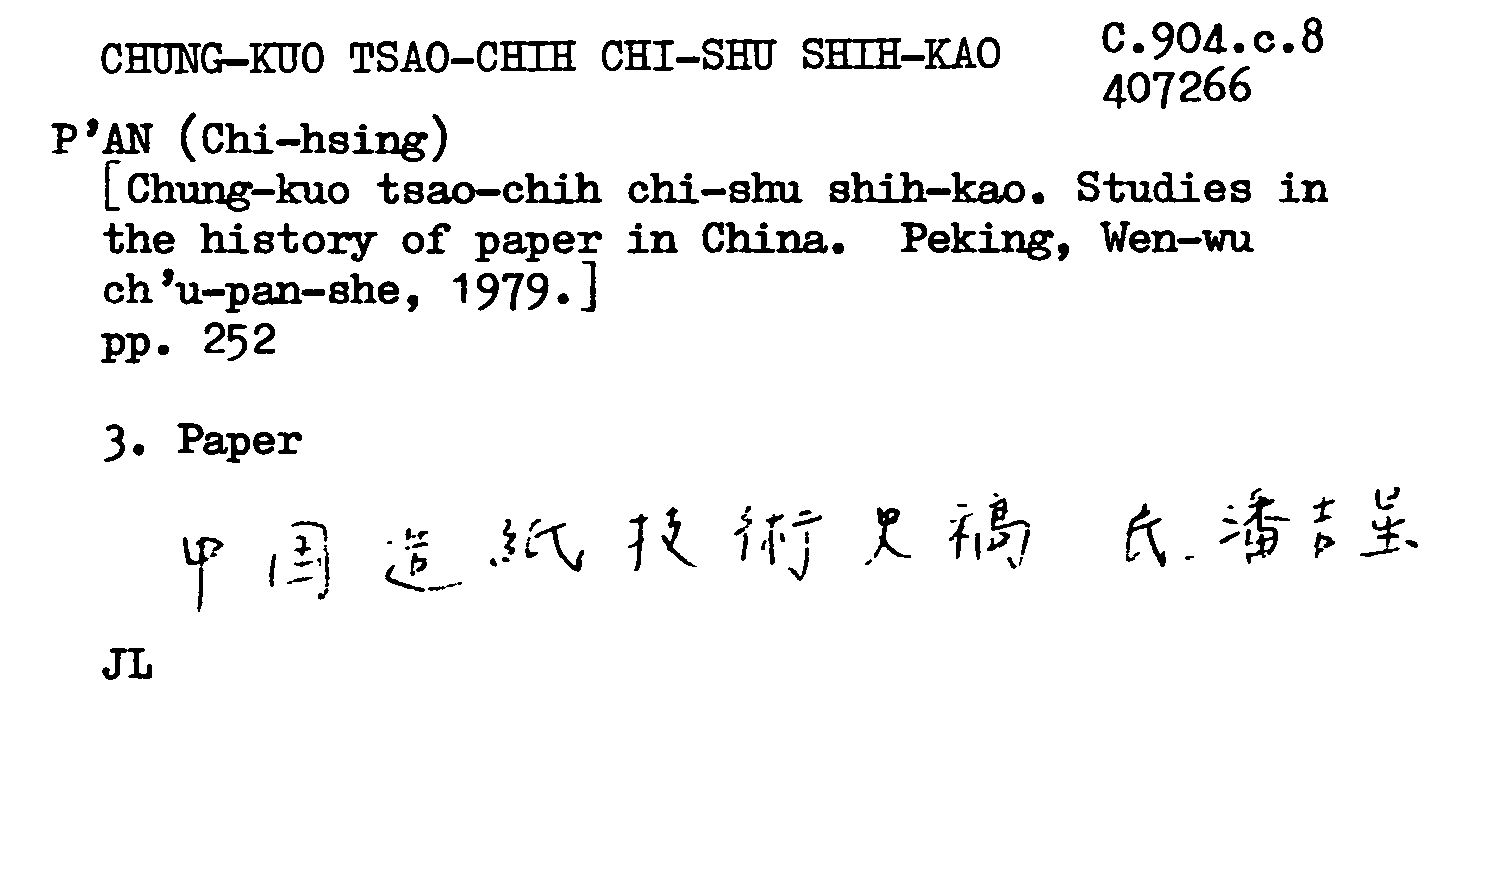 CHUNG-KUO TSAO-CHIH CHI-SHU SHIH-KAO
C.904.c.8
407266
P'AN (Chi-hsing)
[Chung-kuo tsao-chih chi-shu shih-kao. Studies in
the history of paper in China. Peking, Wen-wu
ch'u-pan-she, 1979.]
pp. 252
3. Paper
中国造紙技術史稿 氏.潘吉星
JL